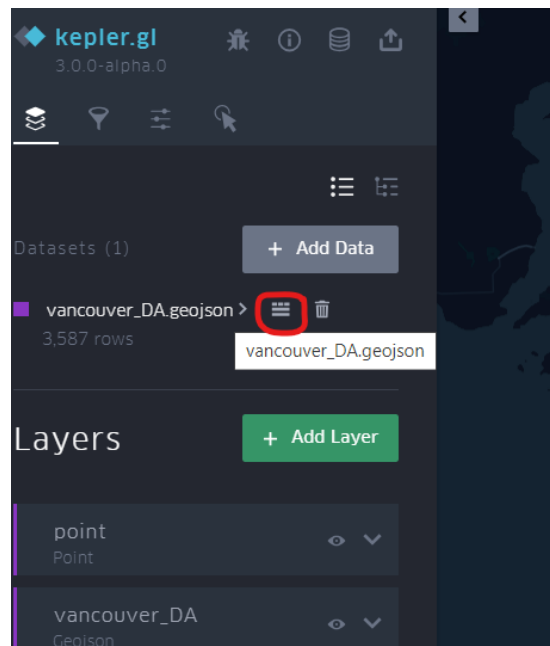 kepler.gl
3.0.0-alpha.0
Datasets (1)
+ Add Data
vancouver_DA.geojson
3,587 rows
vancouver_DA.geojson
Layers
+ Add Layer
point
Point
vancouver_DA
Geojson